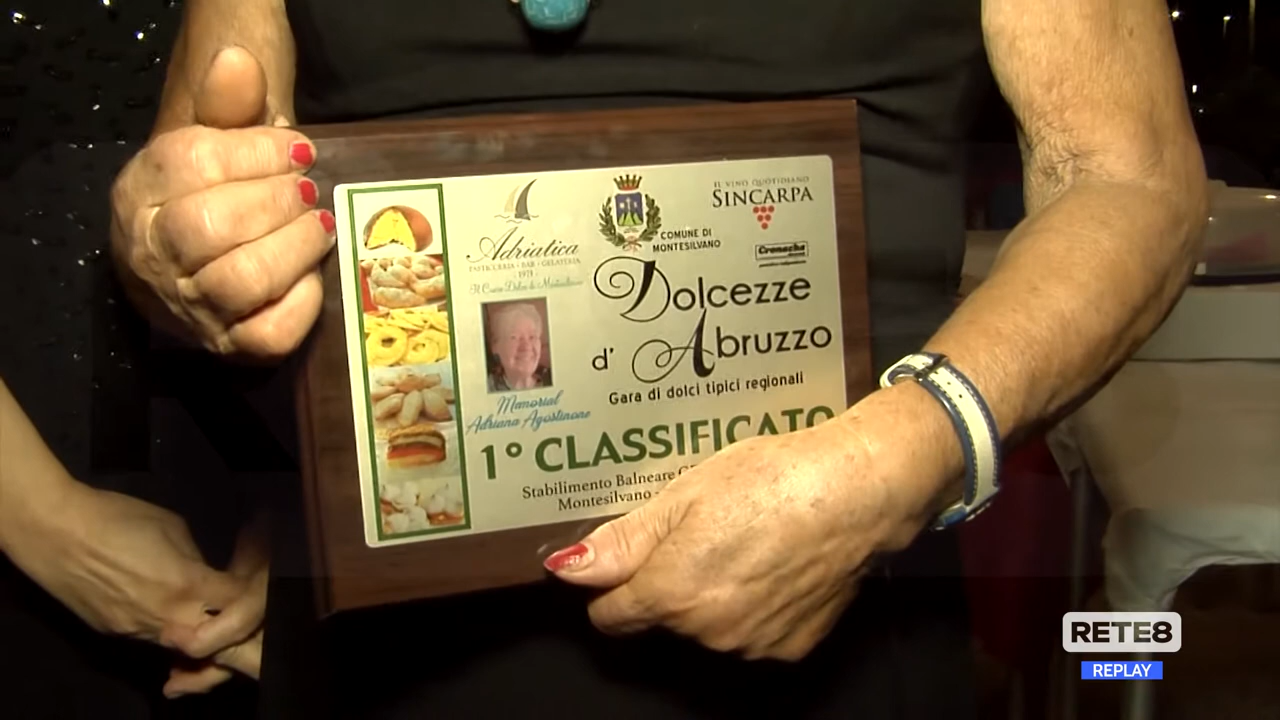 Adriatica
PASTICCERIA - BAR - GELATERIA
- 1973 -
COMUNE DI
MONTESILVANO
IL VINO QUOTIDIANO
SINCARPA
Cronache
Dolcezze
d' Abruzzo
Gara di dolci tipici regionali
Memorial
Adriana Agostinone
1° CLASSIFICATO
Stabilimento Balneare
Montesilvano -
RETE8
REPLAY